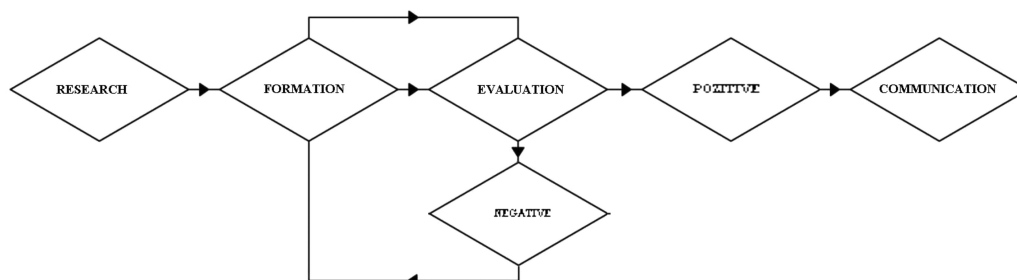 RESEARCH
FORMATION
EVALUATION
POZITIVE
COMMUNICATION
NEGATIVE